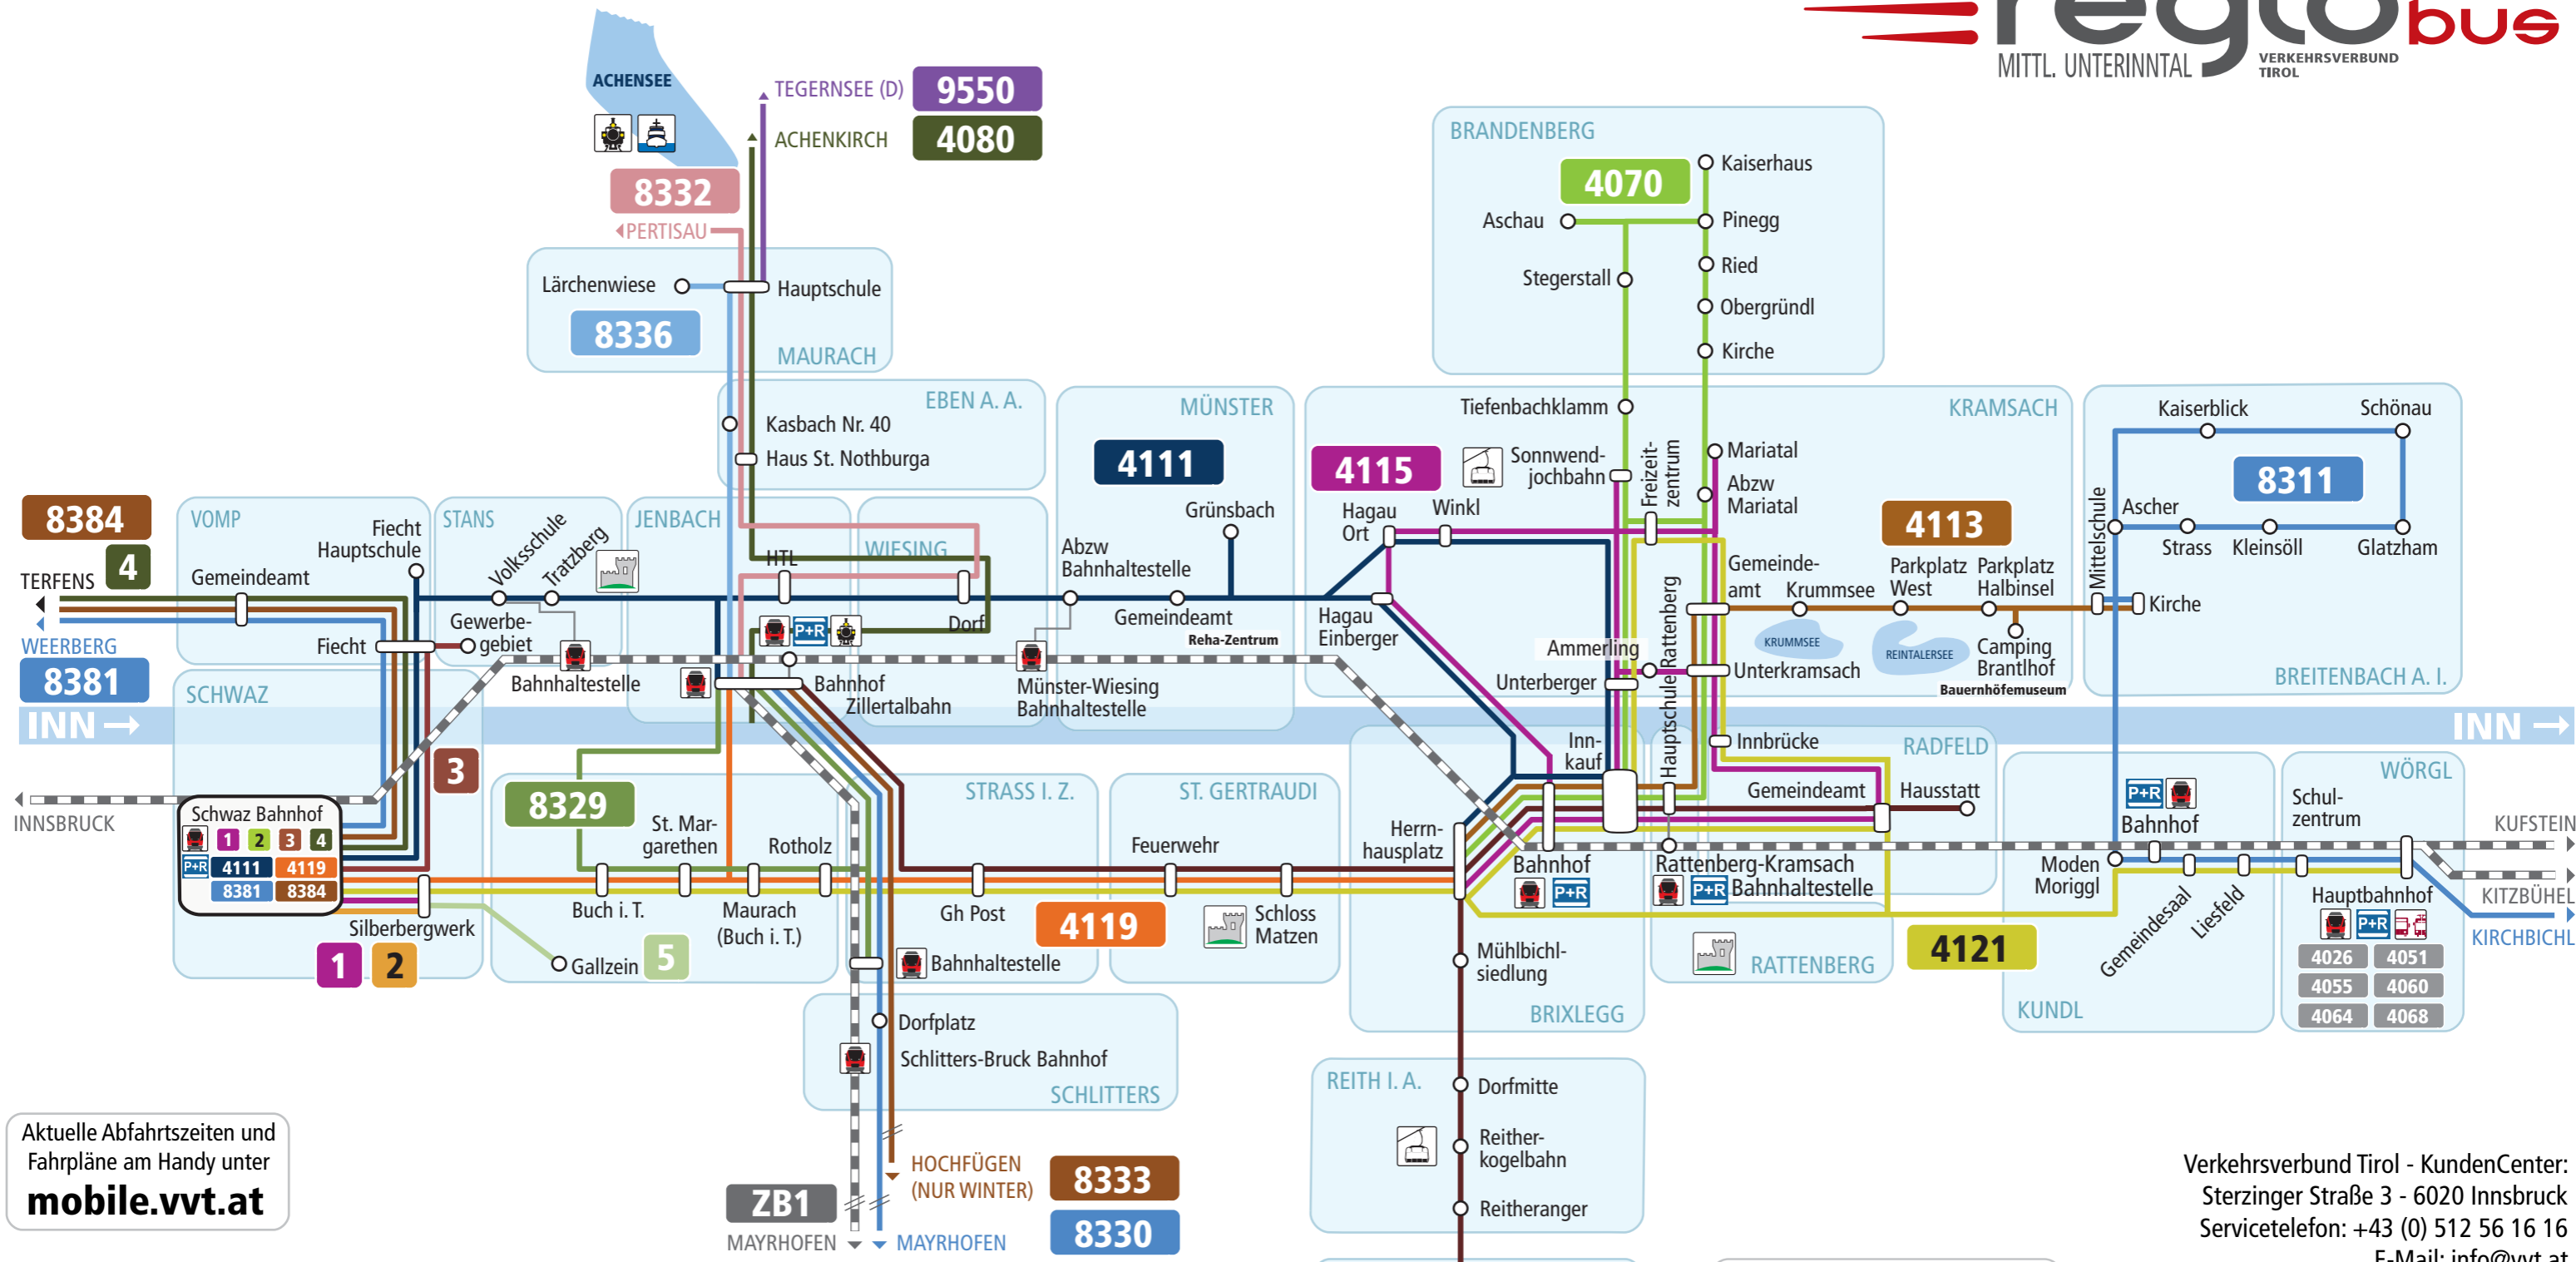 regiobus
MITTL. UNTERINNTAL
VERKEHRSVERBUND
TIROL
ACHENSEE
TEGERNSEE (D)
9550
ACHENKIRCH
4080
8332
PERTISAU
Lärchenwiese
Hauptschule
8336
MAURACH
BRANDENBERG
4070
Kaiserhaus
Aschau
Pinegg
Stegerstall
Ried
Obergründl
Kirche
EBEN A. A.
Kasbach Nr. 40
Haus St. Nothburga
MÜNSTER
4111
Grünsbach
Abzw
Bahnhaltestelle
Gemeindeamt
Reha-Zentrum
Münster-Wiesing
Bahnhaltestelle
KRAMSACH
Tiefenbachklamm
4115
Sonnwend-
jochbahn
Freizeit-
zentrum
Mariatal
Abzw
Mariatal
Hagau
Ort
Winkl
Hagau
Einberger
4113
Gemeinde-
amt
Krummsee
Parkplatz
West
Parkplatz
Halbinsel
KRUMMSEE
REINTALERSEE
Camping
Brantlhof
Bauernhöfemuseum
Ammerling
Unterberger
Hauptschule Rattenberg
Unterkramsach
Kaiserblick
Schönau
8311
Mittelschule
Ascher
Strass
Kleinsöll
Glatzham
Kirche
BREITENBACH A. I.
8384
4
TERFENS
WEERBERG
8381
VOMP
Gemeindeamt
Fiecht
Hauptschule
Fiecht
STANS
Volksschule
Tratzberg
Gewerbe-
gebiet
Bahnhaltestelle
JENBACH
HTL
P+R
Bahnhof
Zillertalbahn
WIESING
Dorf
SCHWAZ
INN
INN
3
INNSBRUCK
Schwaz Bahnhof
1
2
3
4
P+R
4111
4119
8381
8384
Silberbergwerk
1
2
8329
St. Mar-
garethen
Rotholz
Buch i. T.
Maurach
(Buch i. T.)
Gallzein
5
STRASS I. Z.
Gh Post
Bahnhaltestelle
4119
ST. GERTRAUDI
Feuerwehr
Schloss
Matzen
Inn-
kauf
Herrn-
hausplatz
Bahnhof
P+R
Mühlbichl-
siedlung
BRIXLEGG
Innbrücke
RADFELD
Gemeindeamt
Hausstatt
Rattenberg-Kramsach
P+R
Bahnhaltestelle
RATTENBERG
4121
P+R
Bahnhof
Moden
Moriggl
Gemeindesaal
Liesfeld
KUNDL
WÖRGL
Schul-
zentrum
Hauptbahnhof
P+R
4026
4051
4055
4060
4064
4068
KUFSTEIN
KITZBÜHEL
KIRCHBICHL
Dorfplatz
Schlitters-Bruck Bahnhof
SCHLITTERS
HOCHFÜGEN
(NUR WINTER)
8333
ZB1
8330
MAYRHOFEN
MAYRHOFEN
REITH I. A.
Dorfmitte
Reither-
kogelbahn
Reitheranger
Aktuelle Abfahrtszeiten und
Fahrpläne am Handy unter
mobile.vvt.at
Verkehrsverbund Tirol - KundenCenter:
Sterzinger Straße 3 - 6020 Innsbruck
Servicetelefon: +43 (0) 512 56 16 16
E-Mail: info@vvt.at